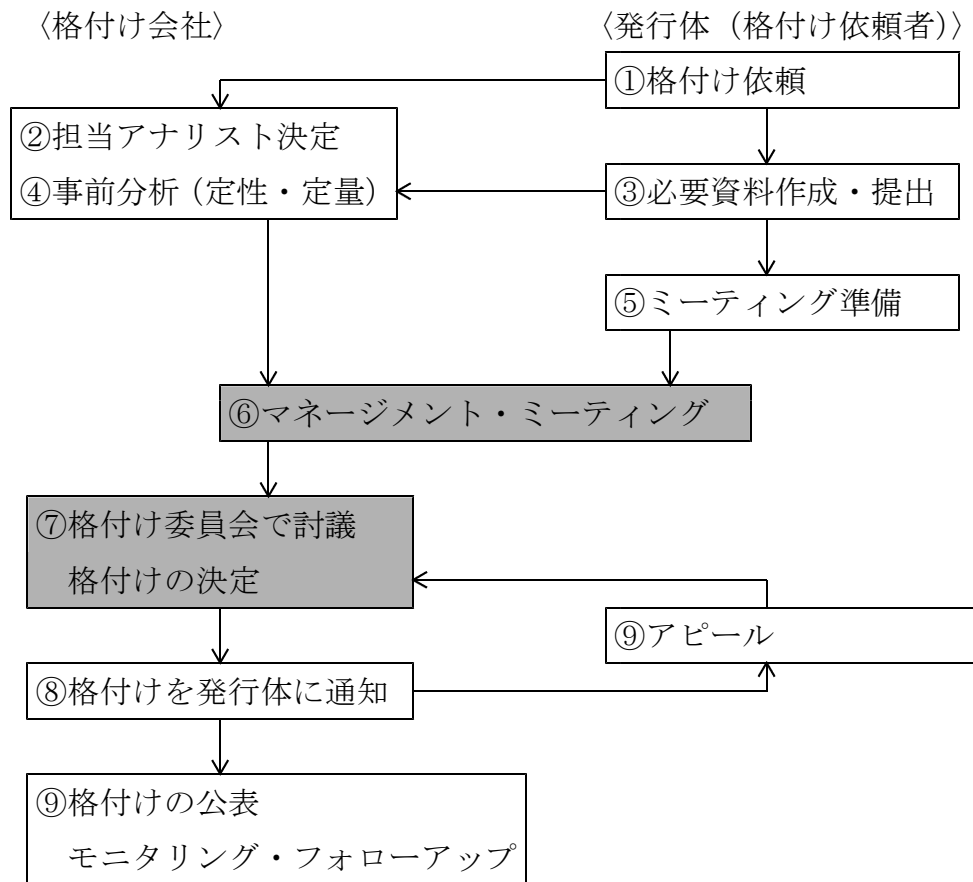 〈格付け会社〉
〈発行体（格付け依頼者）〉
①格付け依頼
②担当アナリスト決定
④事前分析（定性・定量）
③必要資料作成・提出
⑤ミーティング準備
⑥マネージメント・ミーティング
⑦格付け委員会で討議
格付けの決定
⑨アピール
⑧格付けを発行体に通知
⑨格付けの公表
モニタリング・フォローアップ